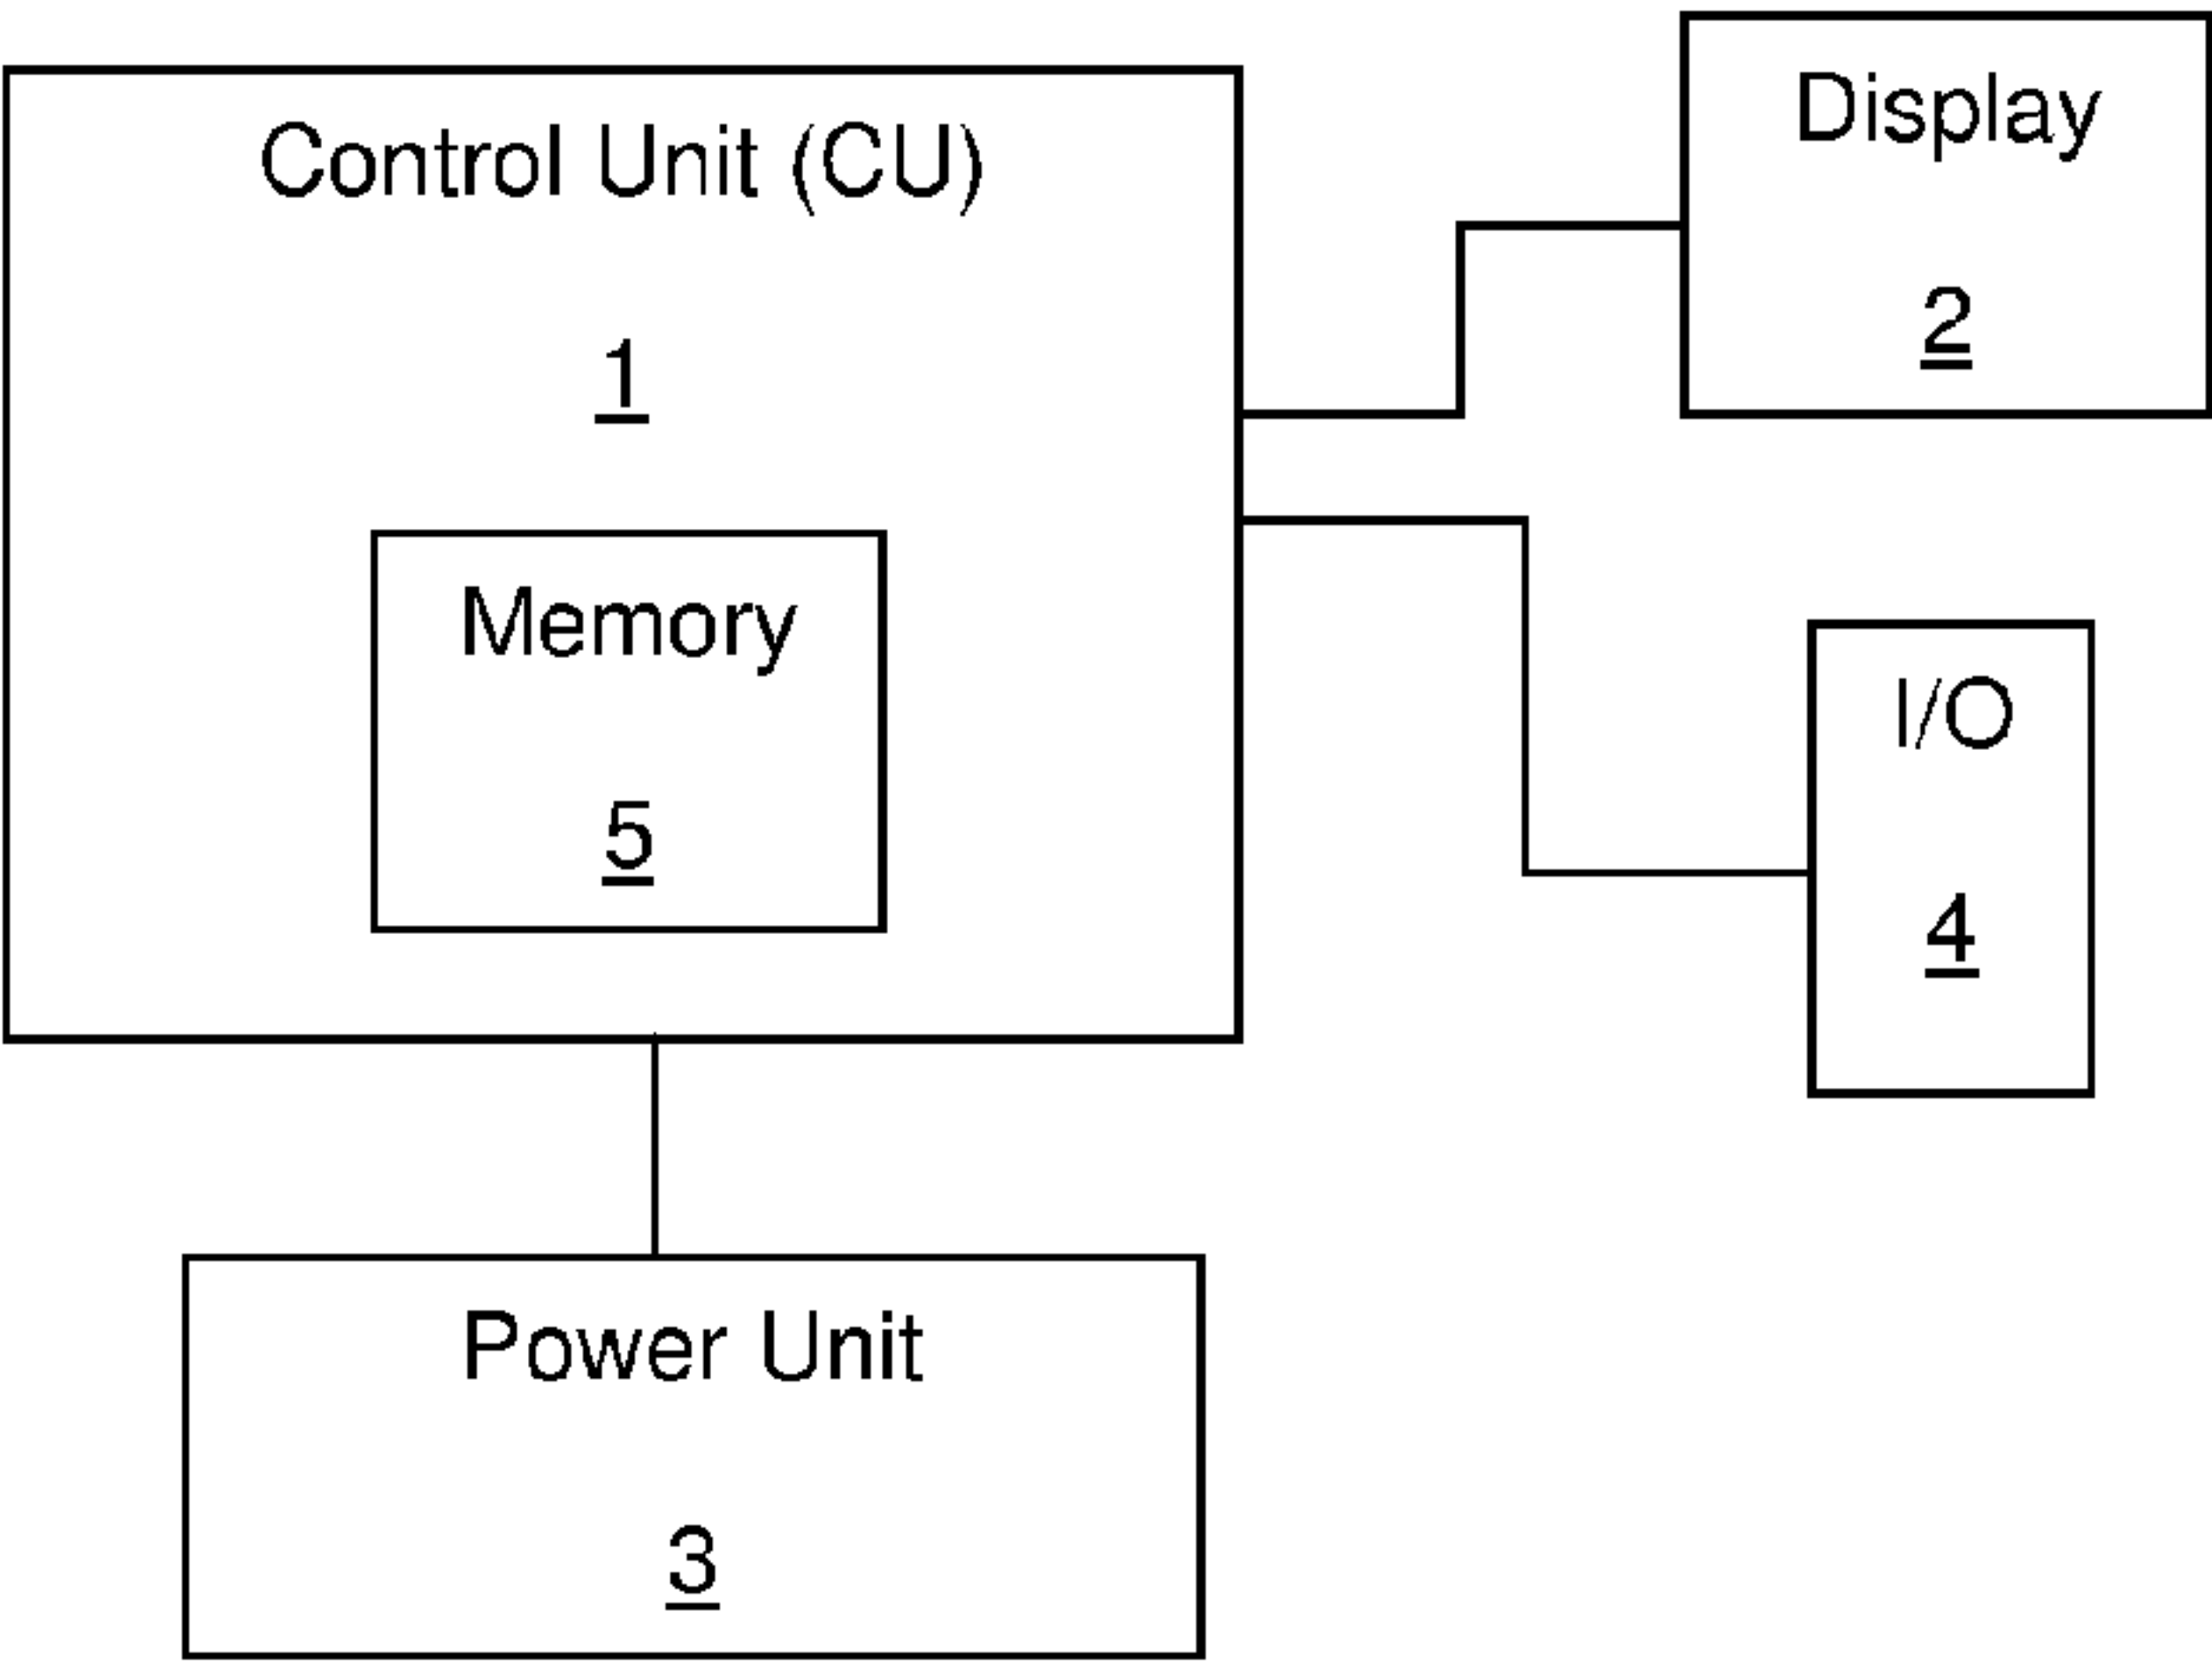 Control Unit (CU)
1
Memory
5
Display
2
I/O
4
Power Unit
3